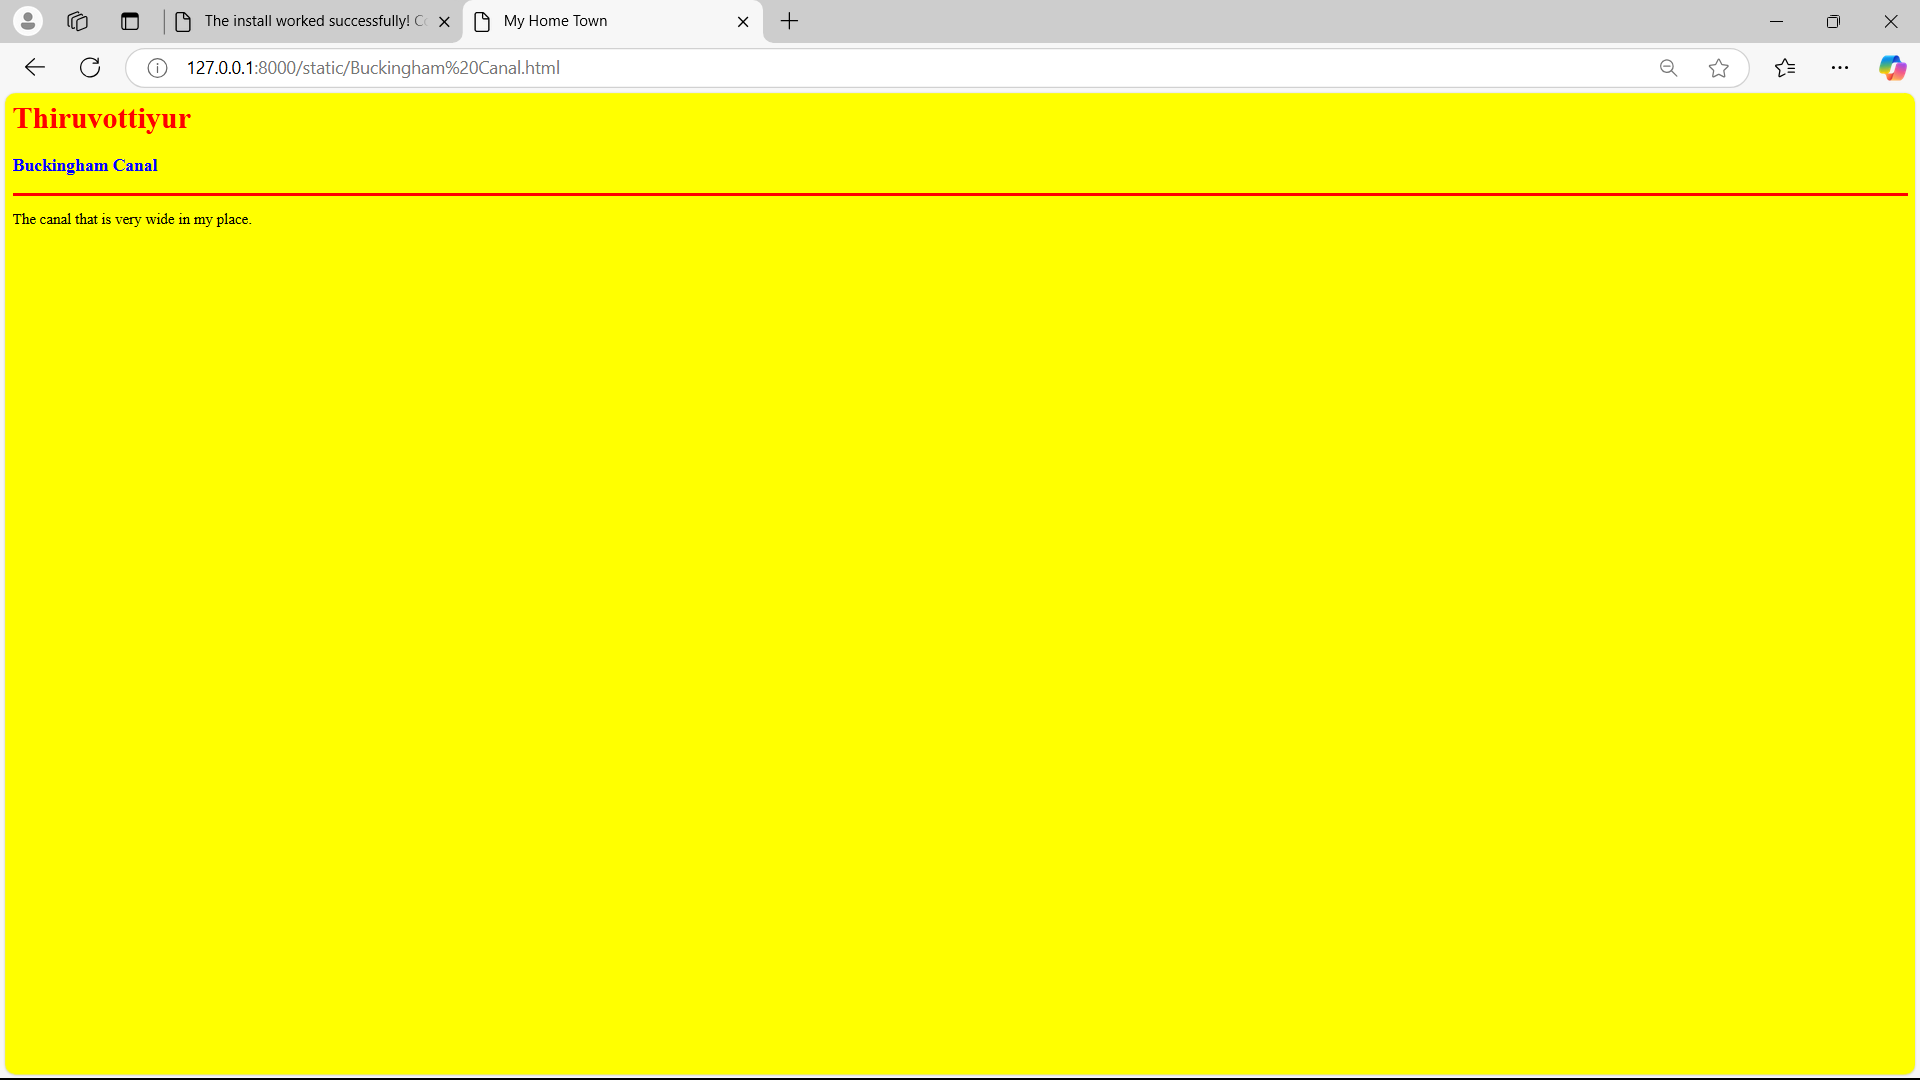 The install worked successfully! C
My Home Town
127.0.0.1:8000/static/Buckingham%20Canal.html
Thiruvottiyur
Buckingham Canal
The canal that is very wide in my place.